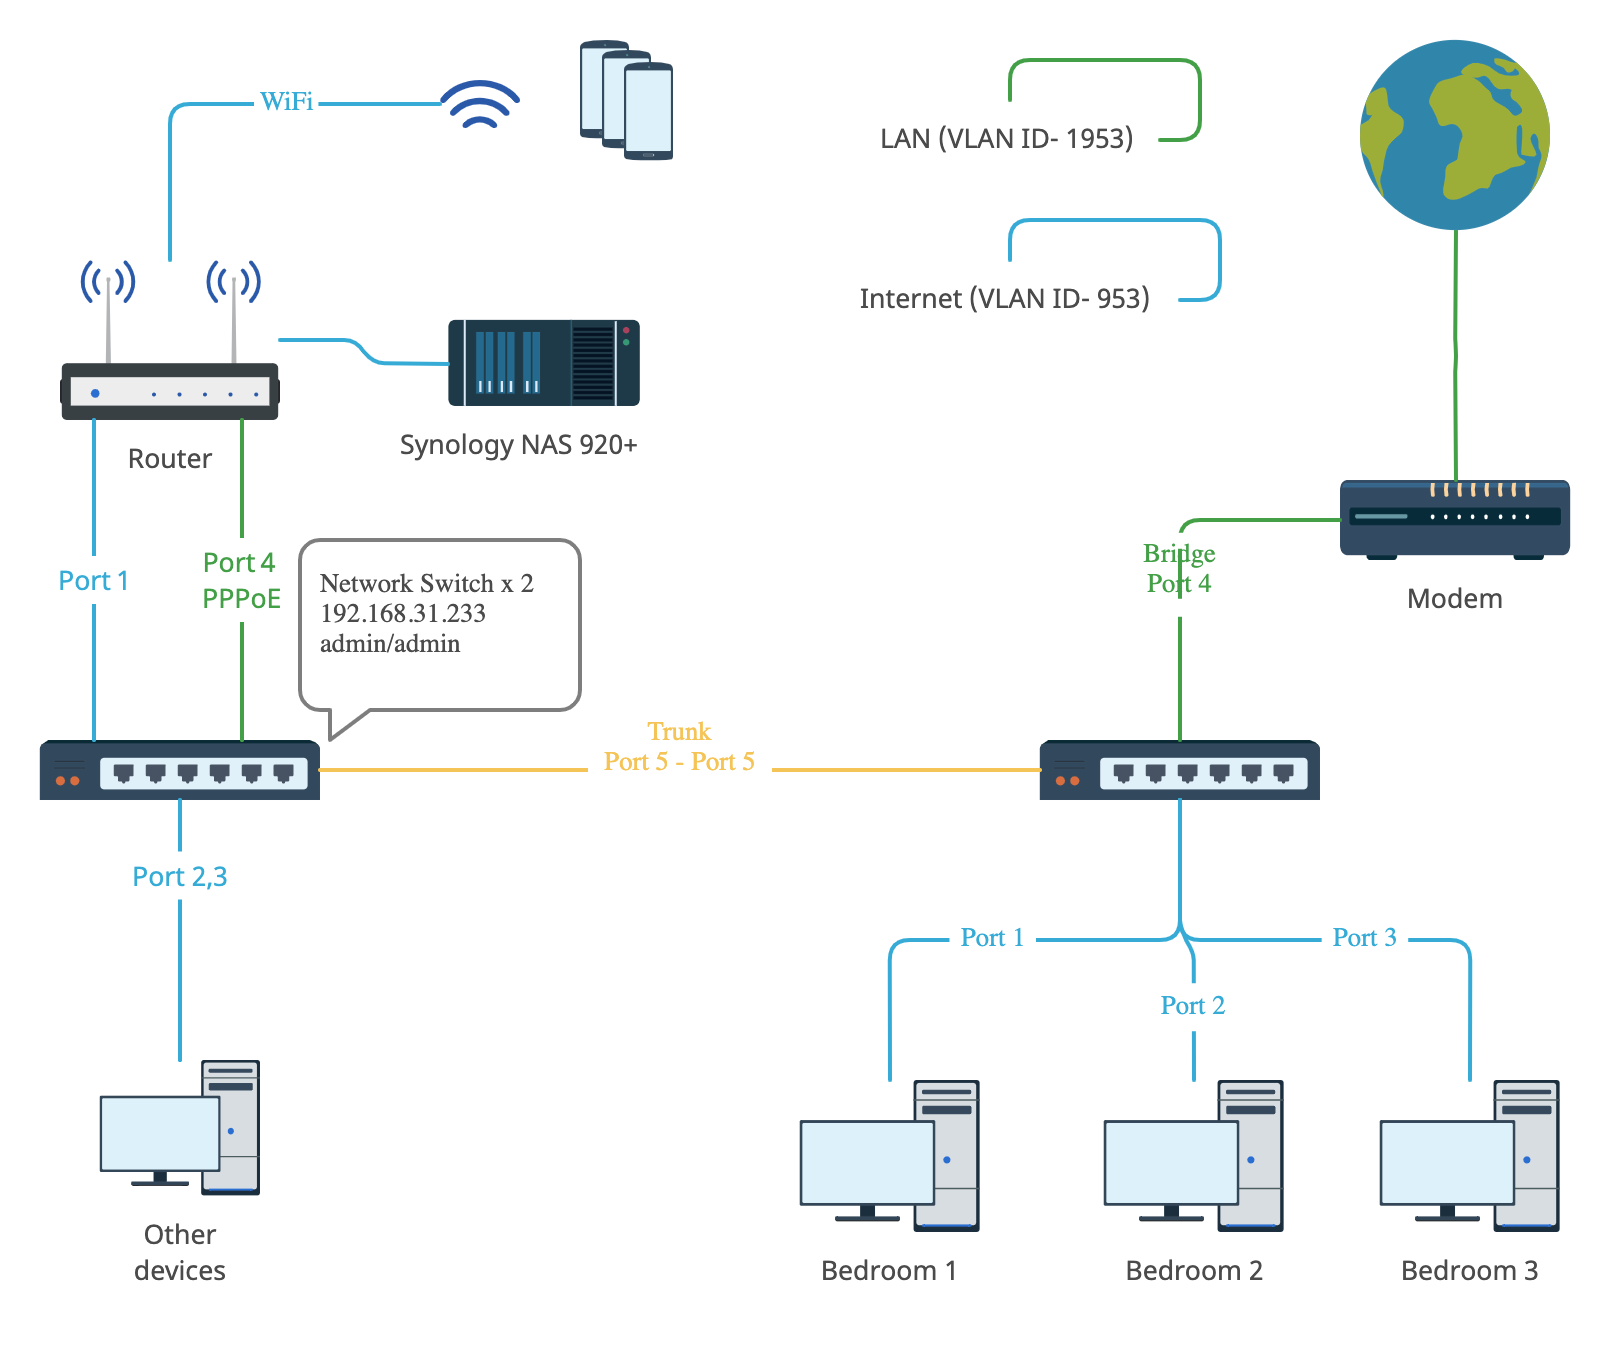 WiFi
LAN (VLAN ID- 1953)
Internet (VLAN ID- 953)
Router
Synology NAS 920+
Port 1
Port 4
PPPoE
Network Switch x 2
192.168.31.233
admin/admin
Bridge
Port 4
Modem
Trunk
Port 5 - Port 5
Port 2,3
Port 1
Port 3
Port 2
Other
devices
Bedroom 1
Bedroom 2
Bedroom 3